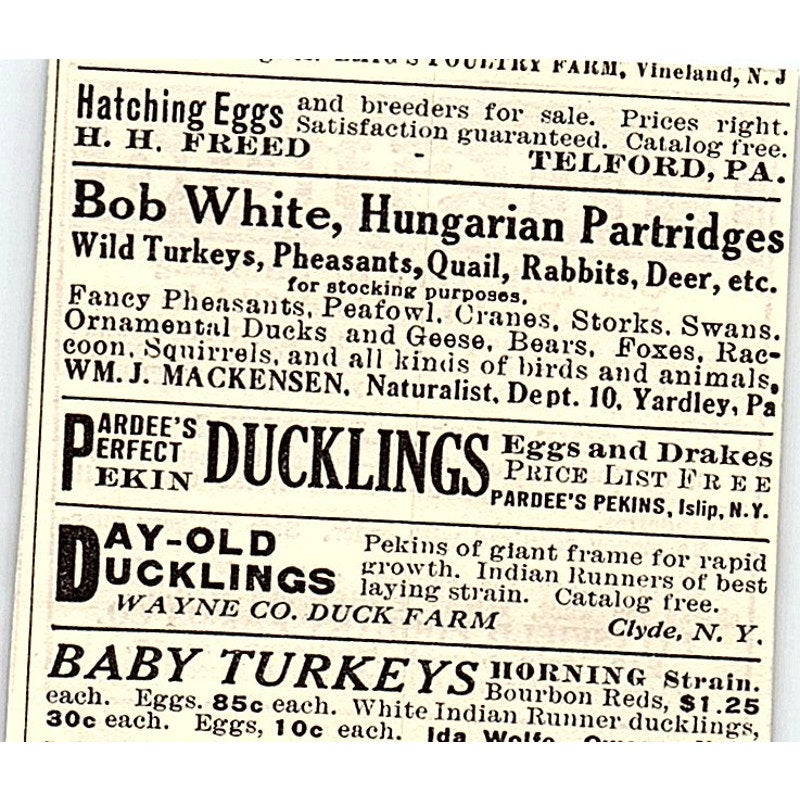 POULTRY FARM, Vineland, N. J
Hatching Eggs and breeders for sale. Prices right.
Satisfaction guaranteed. Catalog free.
H. H. FREED - TELFORD, PA.
Bob White, Hungarian Partridges
Wild Turkeys, Pheasants, Quail, Rabbits, Deer, etc.
for stocking purposes.
Fancy Pheasants, Peafowl, Cranes, Storks, Swans.
Ornamental Ducks and Geese, Bears, Foxes, Rac-
coon, Squirrels, and all kinds of birds and animals,
WM. J. MACKENSEN, Naturalist, Dept. 10, Yardley, Pa
PARDEE'S
PERFECT
PEKIN
DUCKLINGS
Eggs and Drakes
PRICE LIST FREE
PARDEE'S PEKINS, Islip, N.Y.
DAY-OLD
DUCKLINGS
Pekins of giant frame for rapid
growth. Indian Runners of best
laying strain. Catalog free.
WAYNE CO. DUCK FARM Clyde, N. Y.
BABY TURKEYS HORNING Strain.
Bourbon Reds, $1.25
each. Eggs. 85c each. White Indian Runner ducklings,
30c each. Eggs, 10c each. Ida Wolfe